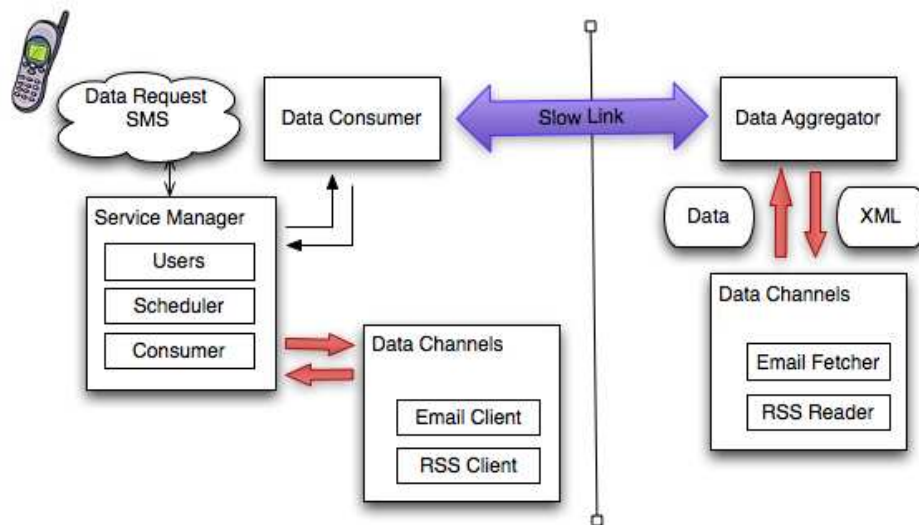 Data Request
SMS
Data Consumer
Slow Link
Data Aggregator
Service Manager
Users
Scheduler
Consumer
Data
XML
Data Channels
Email Client
RSS Client
Data Channels
Email Fetcher
RSS Reader